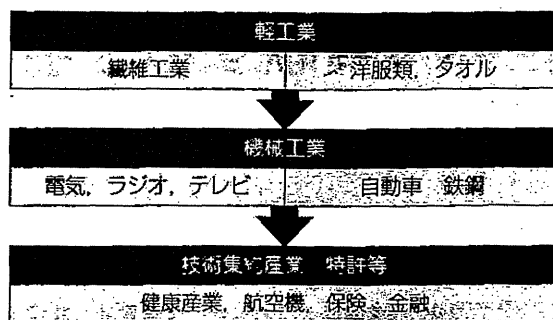 軽工業
繊維工業 洋服類，タオル
機械工業
電気，ラジオ，テレビ 自動車 鉄鋼
技術集約産業 特許等
健康産業，航空機，保険，金融